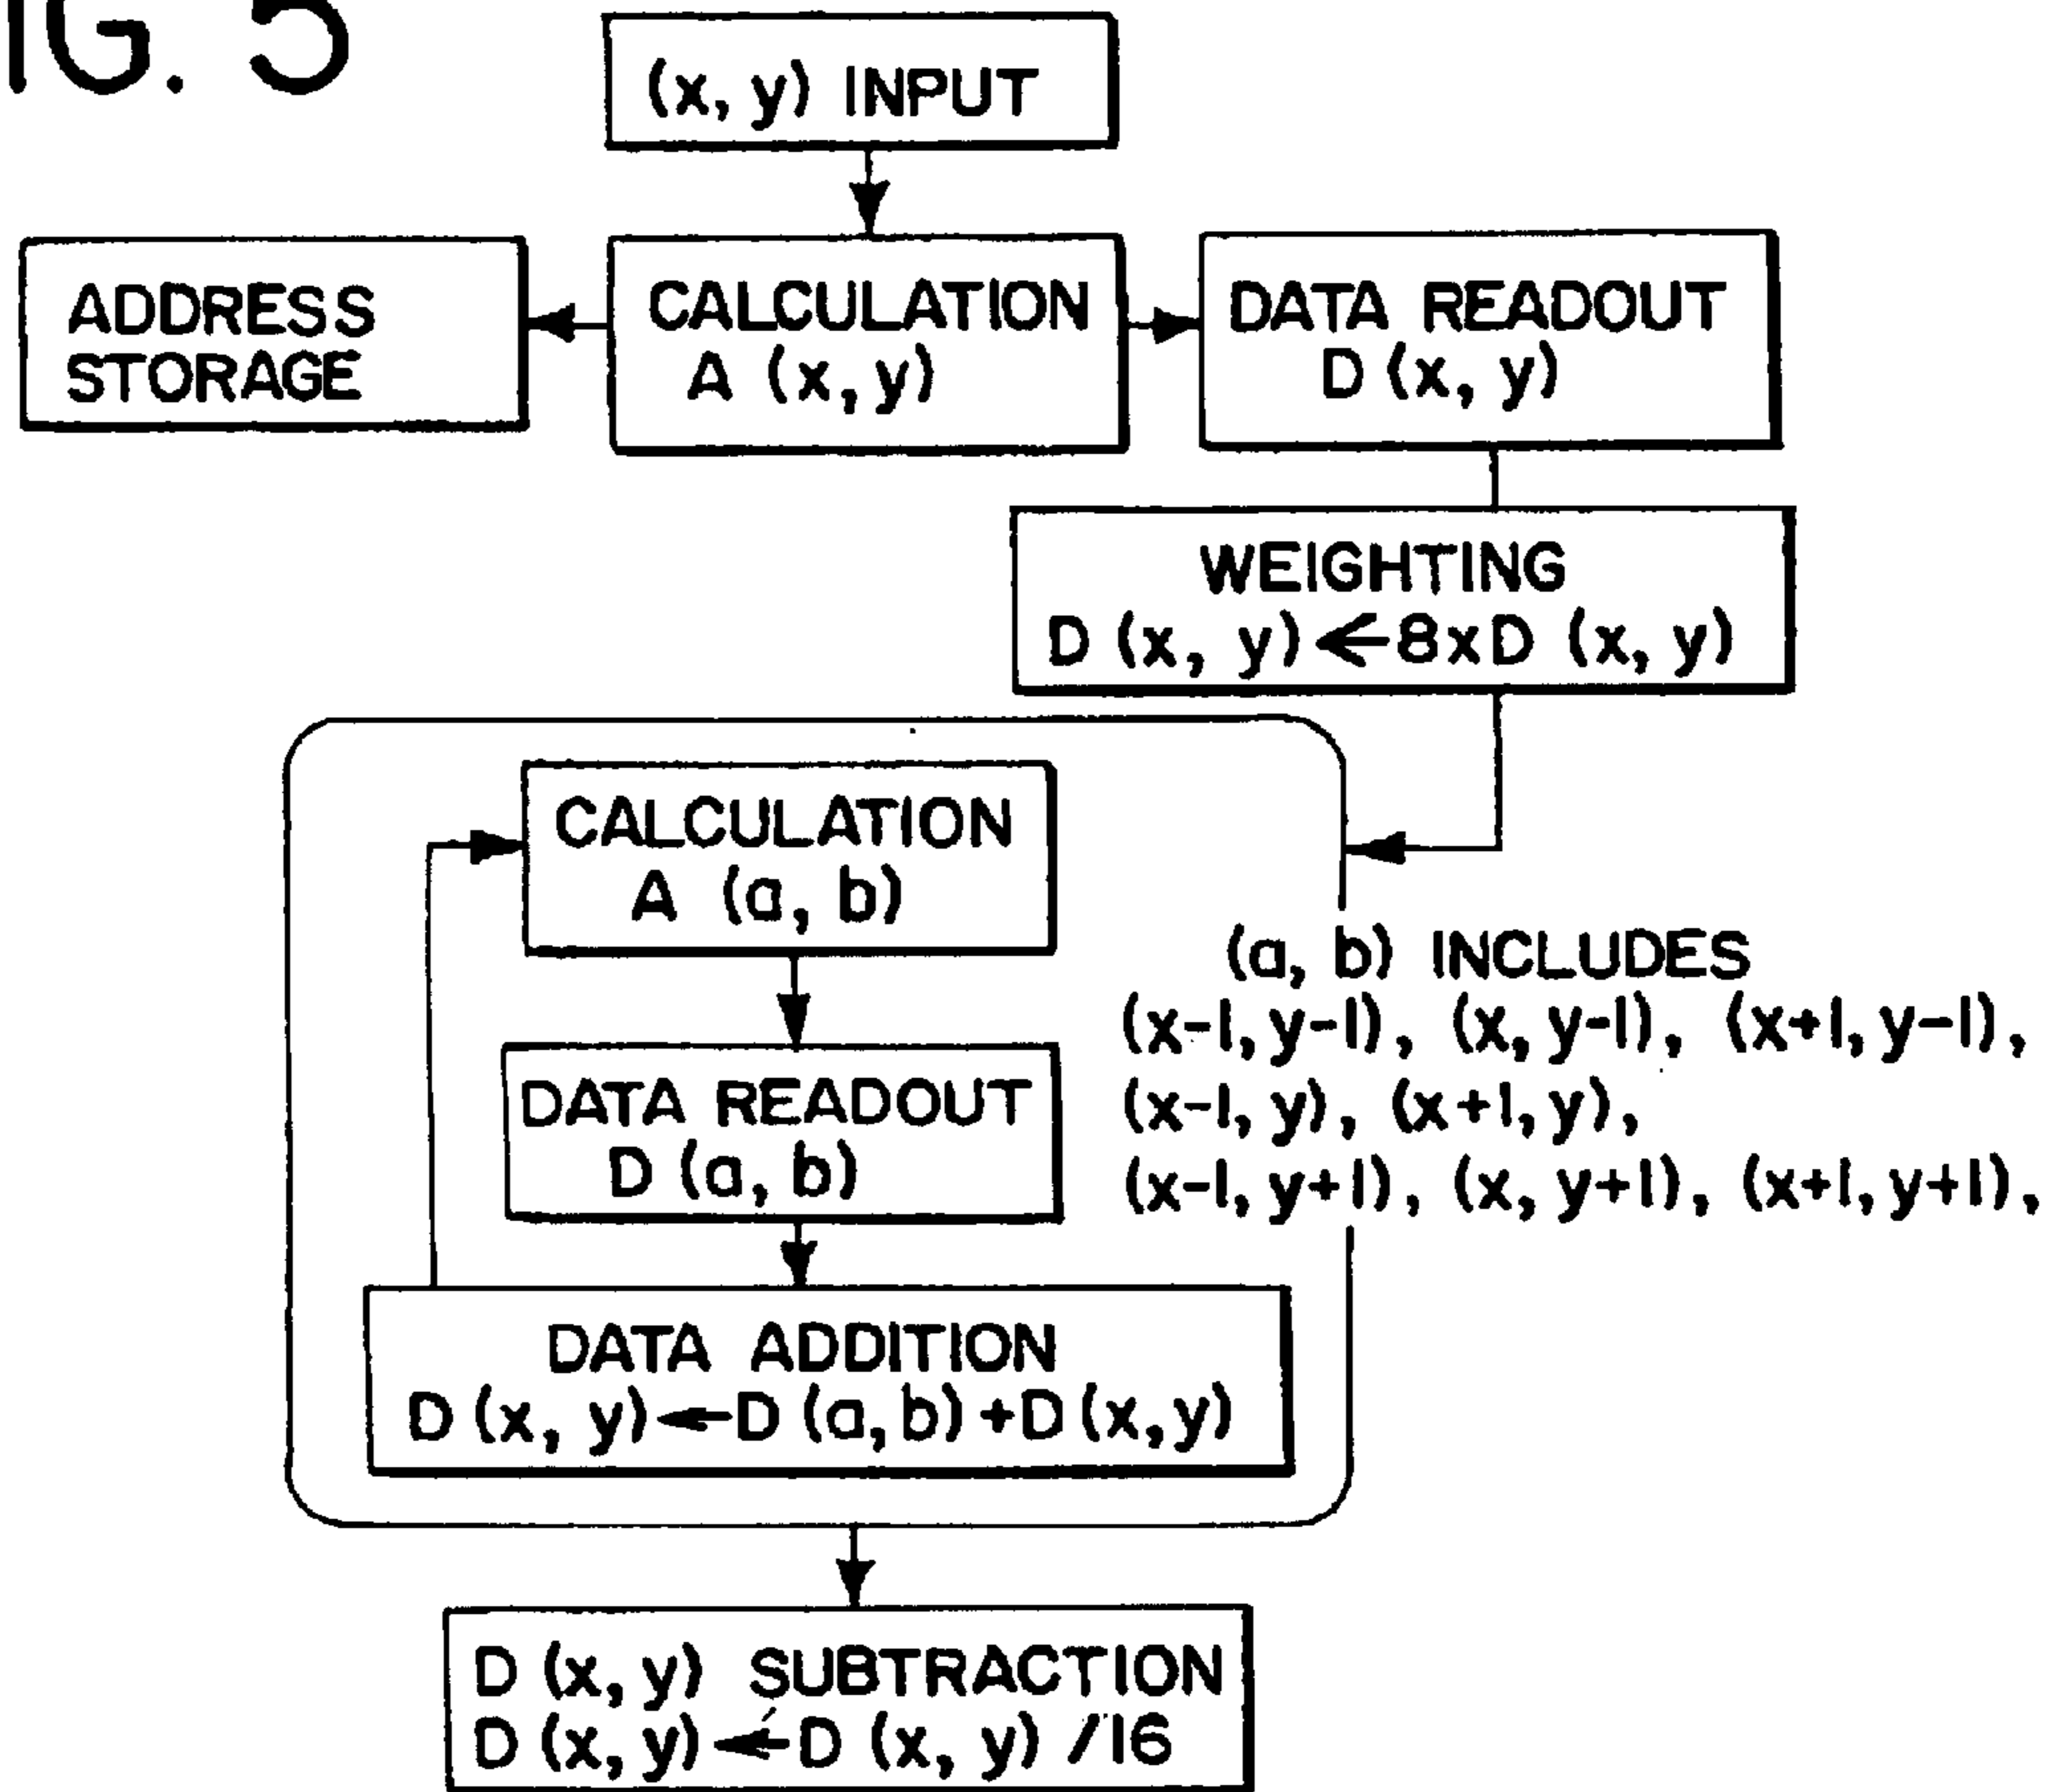 IG. 5
(x, y) INPUT
ADDRESS
STORAGE
CALCULATION
A (x, y)
DATA READOUT
D (x, y)
WEIGHTING
D (x, y) ← 8xD (x, y)
CALCULATION
A (a, b)
(a, b) INCLUDES
(x-1, y-1), (x, y-1), (x+1, y-1),
(x-1, y), (x+1, y),
(x-1, y+1), (x, y+1), (x+1, y+1),
DATA READOUT
D (a, b)
DATA ADDITION
D (x, y) ← D (a, b) + D (x, y)
D (x, y) SUBTRACTION
D (x, y) ← D (x, y) /16